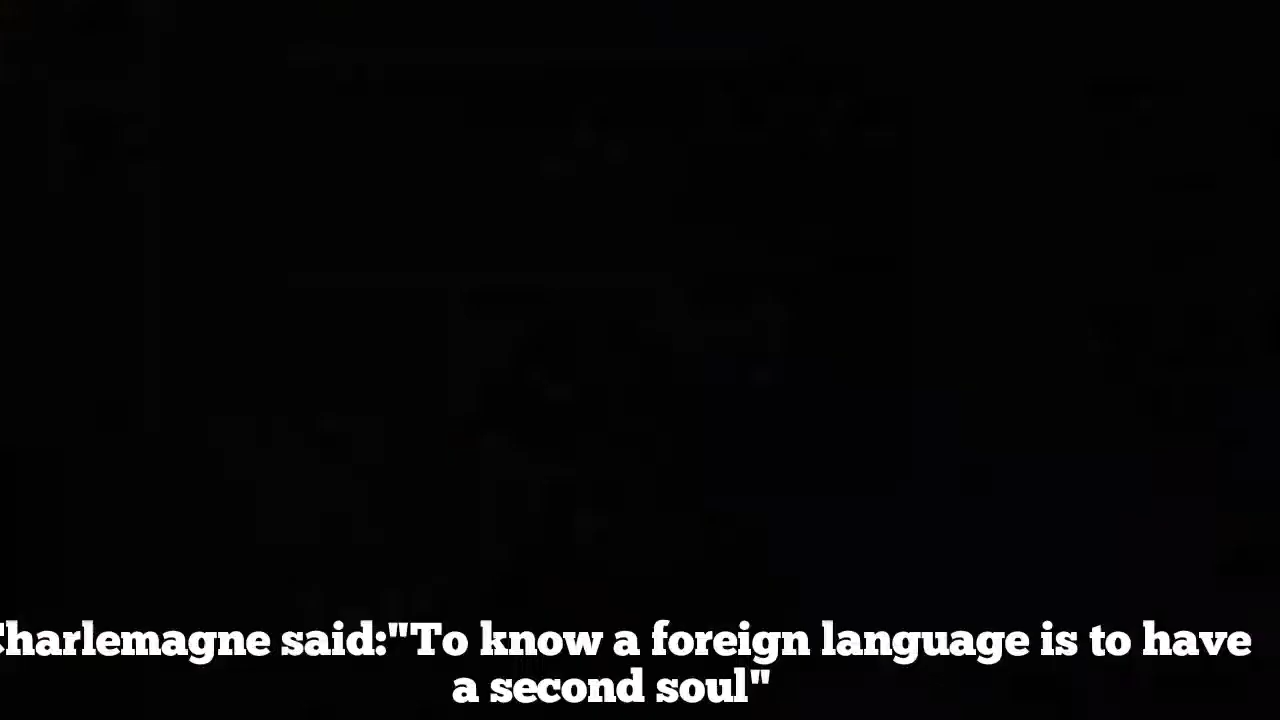 Charlemagne said:"To know a foreign language is to have
a second soul"